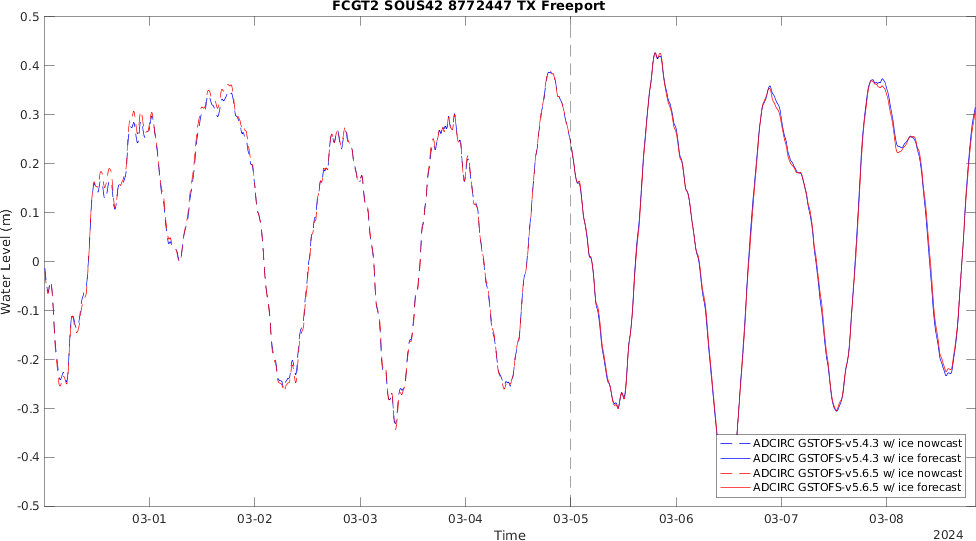 FCGT2 SOUS42 8772447 TX Freeport
0.5
0.4
0.3
0.2
0.1
0
-0.1
-0.2
-0.3
-0.4
-0.5
Water Level (m)
ADCIRC GSTOFS-v5.4.3 w/ ice nowcast
ADCIRC GSTOFS-v5.4.3 w/ ice forecast
ADCIRC GSTOFS-v5.6.5 w/ ice nowcast
ADCIRC GSTOFS-v5.6.5 w/ ice forecast
03-01 03-02 03-03 03-04 03-05 03-06 03-07 03-08
Time
2024